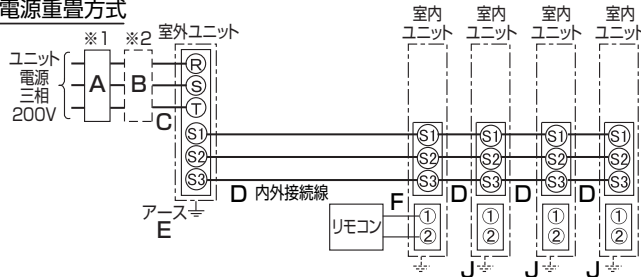 電源重畳方式
※1 ※2 室外ユニット
ユニット
電源
三相
200V
A
B
C
R
S
T
S1
S2
S3
アース
E
D 内外接続線
リモコン
F
室内
ユニット
S1
S2
S3
①
②
D
室内
ユニット
S1
S2
S3
①
②
J
D
室内
ユニット
S1
S2
S3
①
②
J
D
室内
ユニット
S1
S2
S3
①
②
J